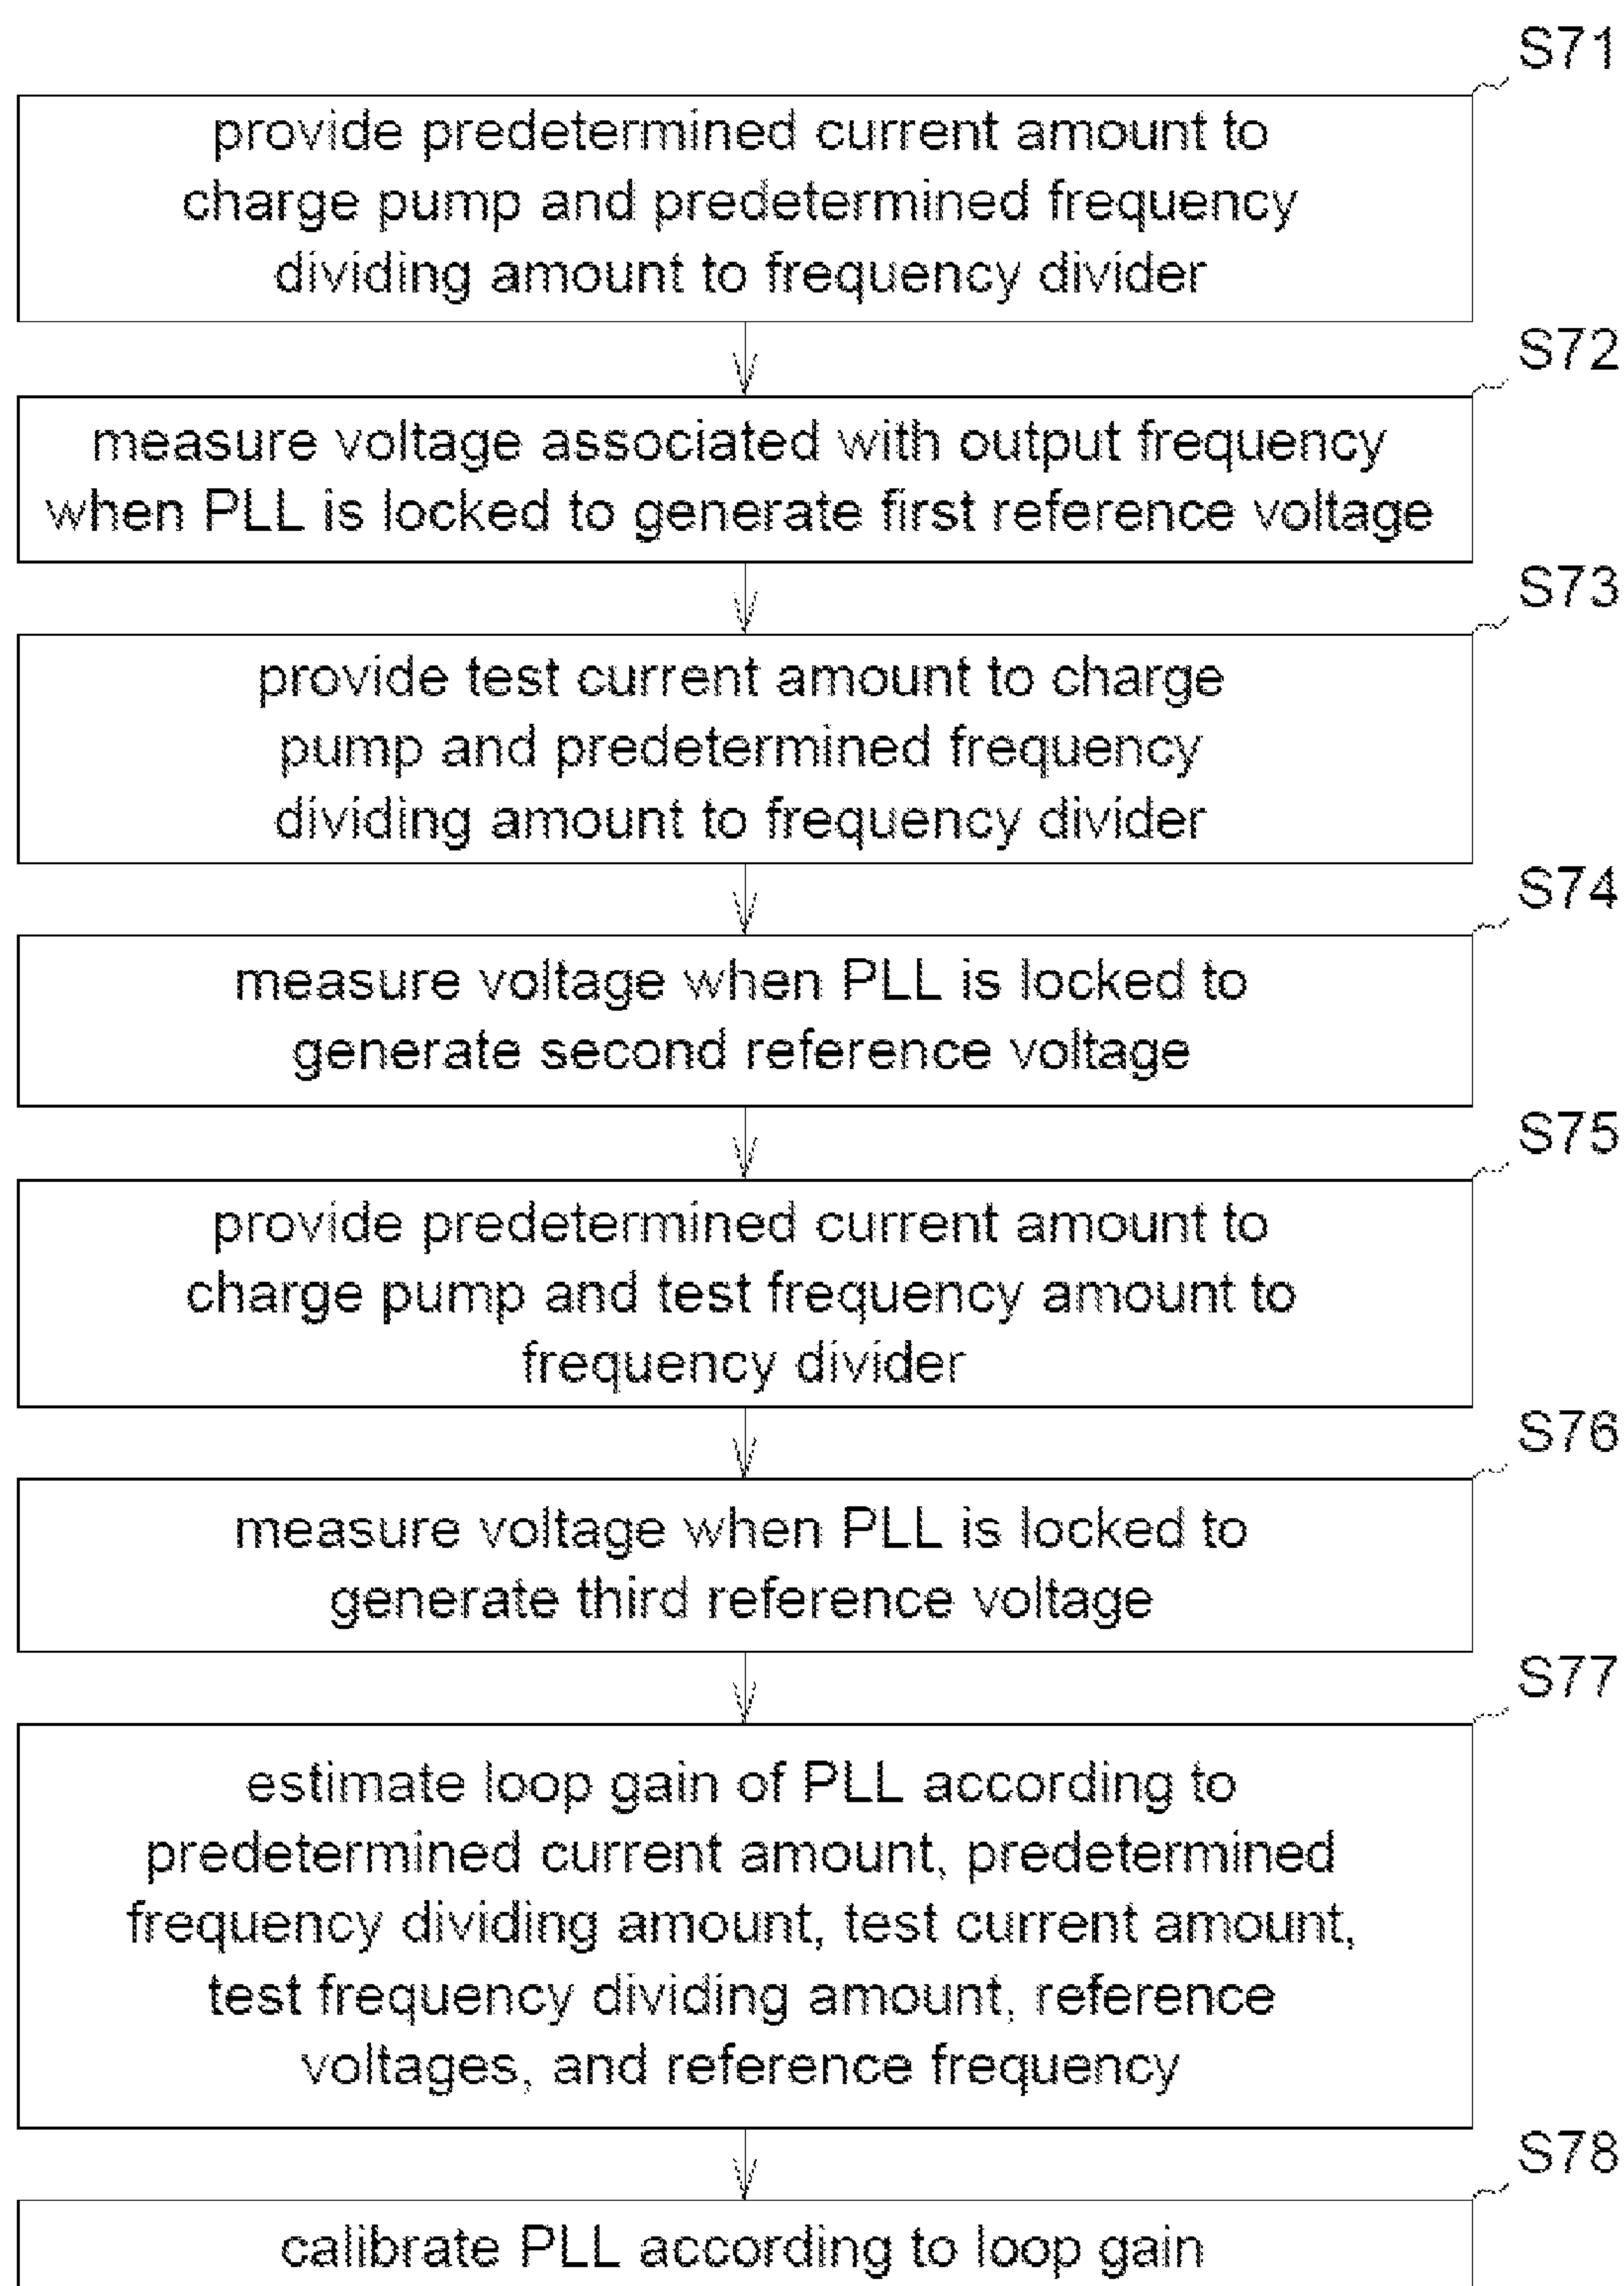 S71
provide predetermined current amount to
charge pump and predetermined frequency
dividing amount to frequency divider
S72
measure voltage associated with output frequency
when PLL is locked to generate first reference voltage
S73
provide test current amount to charge
pump and predetermined frequency
dividing amount to frequency divider
S74
measure voltage when PLL is locked to
generate second reference voltage
S75
provide predetermined current amount to
charge pump and test frequency amount to
frequency divider
S76
measure voltage when PLL is locked to
generate third reference voltage
S77
estimate loop gain of PLL according to
predetermined current amount, predetermined
frequency dividing amount, test current amount,
test frequency dividing amount, reference
voltages, and reference frequency
S78
calibrate PLL according to loop gain